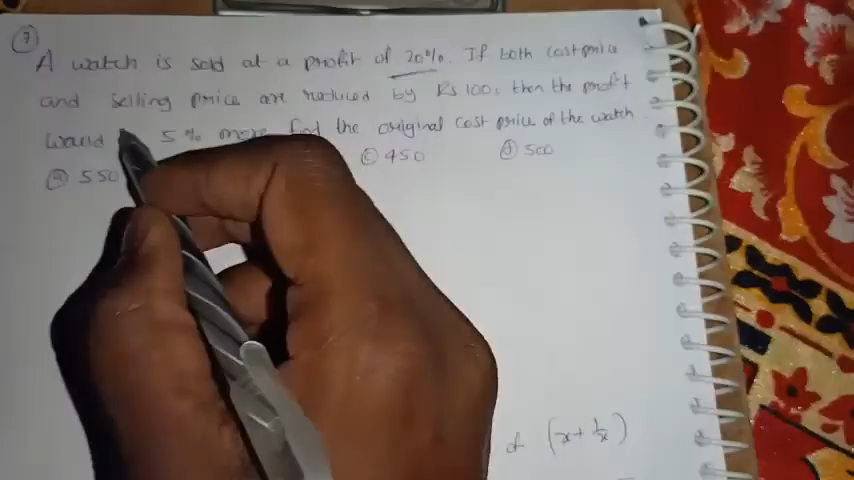 7
A watch is sold at a profit of 20%. If both cost price
and selling price are reduced by Rs 100, then the profit
would 5% more find the original cost price of the watch
(a) 550 (c) 450 (d) 500
of (x + 1/x)